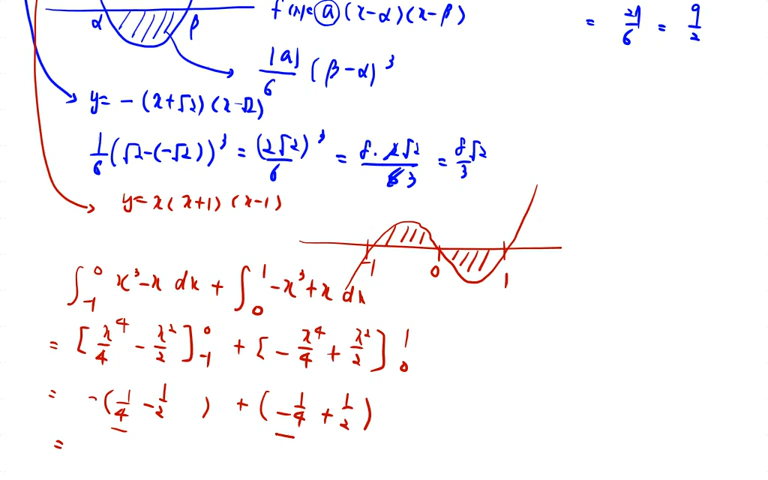 α β f(x)=a(x-α)(x-β)
= 27/6 = 9/2
|a|/6 (β-α)³
y= -(x+√2)(x-√2)
1/6(√2-(-√2))³ = (2√2)³/6 = 8·2√2/6 3 = 8/3√2
y=x(x+1)(x-1)
-1 0 1
∫₋₁⁰ x³-x dx + ∫₀¹ -x³+x dx
= [x⁴/4 - x²/2]₋₁⁰ + [-x⁴/4 + x²/2]₀¹
= -(1/4 - 1/2) + (-1/4 + 1/2)
=